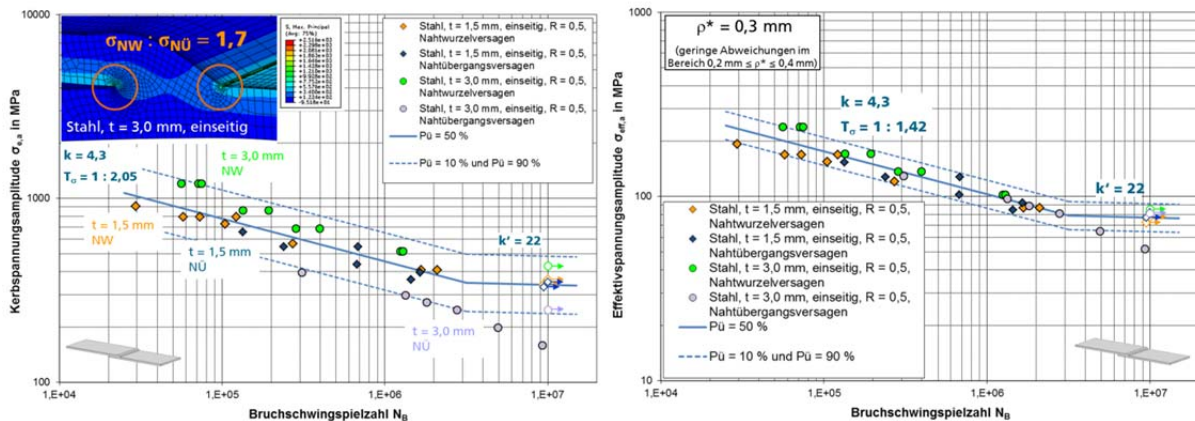 Kerbspannungsamplitude σe,a in MPa
10000
1000
100
σNW : σNÜ = 1,7
Stahl, t = 3,0 mm, einseitig
S, Max. Principal
(Avg: 75%)
k = 4,3
Tσ = 1 : 2,05
t = 3,0 mm
NW
t = 1,5 mm
NW
t = 1,5 mm
NÜ
t = 3,0 mm
NÜ
k' = 22
Stahl, t = 1,5 mm, einseitig, R = 0,5,
Nahtwurzelversagen
Stahl, t = 1,5 mm, einseitig, R = 0,5,
Nahtübergangsversagen
Stahl, t = 3,0 mm, einseitig, R = 0,5,
Nahtwurzelversagen
Stahl, t = 3,0 mm, einseitig, R = 0,5,
Nahtübergangsversagen
Pü = 50 %
Pü = 10 % und Pü = 90 %
1,E+04 1,E+05 1,E+06 1,E+07
Bruchschwingspielzahl NB
Effektivspannungsamplitude σeff,a in MPa
1000
100
10
ρ* = 0,3 mm
(geringe Abweichungen im
Bereich 0,2 mm ≤ ρ* ≤ 0,4 mm)
k = 4,3
Tσ = 1 : 1,42
k' = 22
Stahl, t = 1,5 mm, einseitig, R = 0,5,
Nahtwurzelversagen
Stahl, t = 1,5 mm, einseitig, R = 0,5,
Nahtübergangsversagen
Stahl, t = 3,0 mm, einseitig, R = 0,5,
Nahtwurzelversagen
Stahl, t = 3,0 mm, einseitig, R = 0,5,
Nahtübergangsversagen
Pü = 50 %
Pü = 10 % und Pü = 90 %
1,E+04 1,E+05 1,E+06 1,E+07
Bruchschwingspielzahl NB